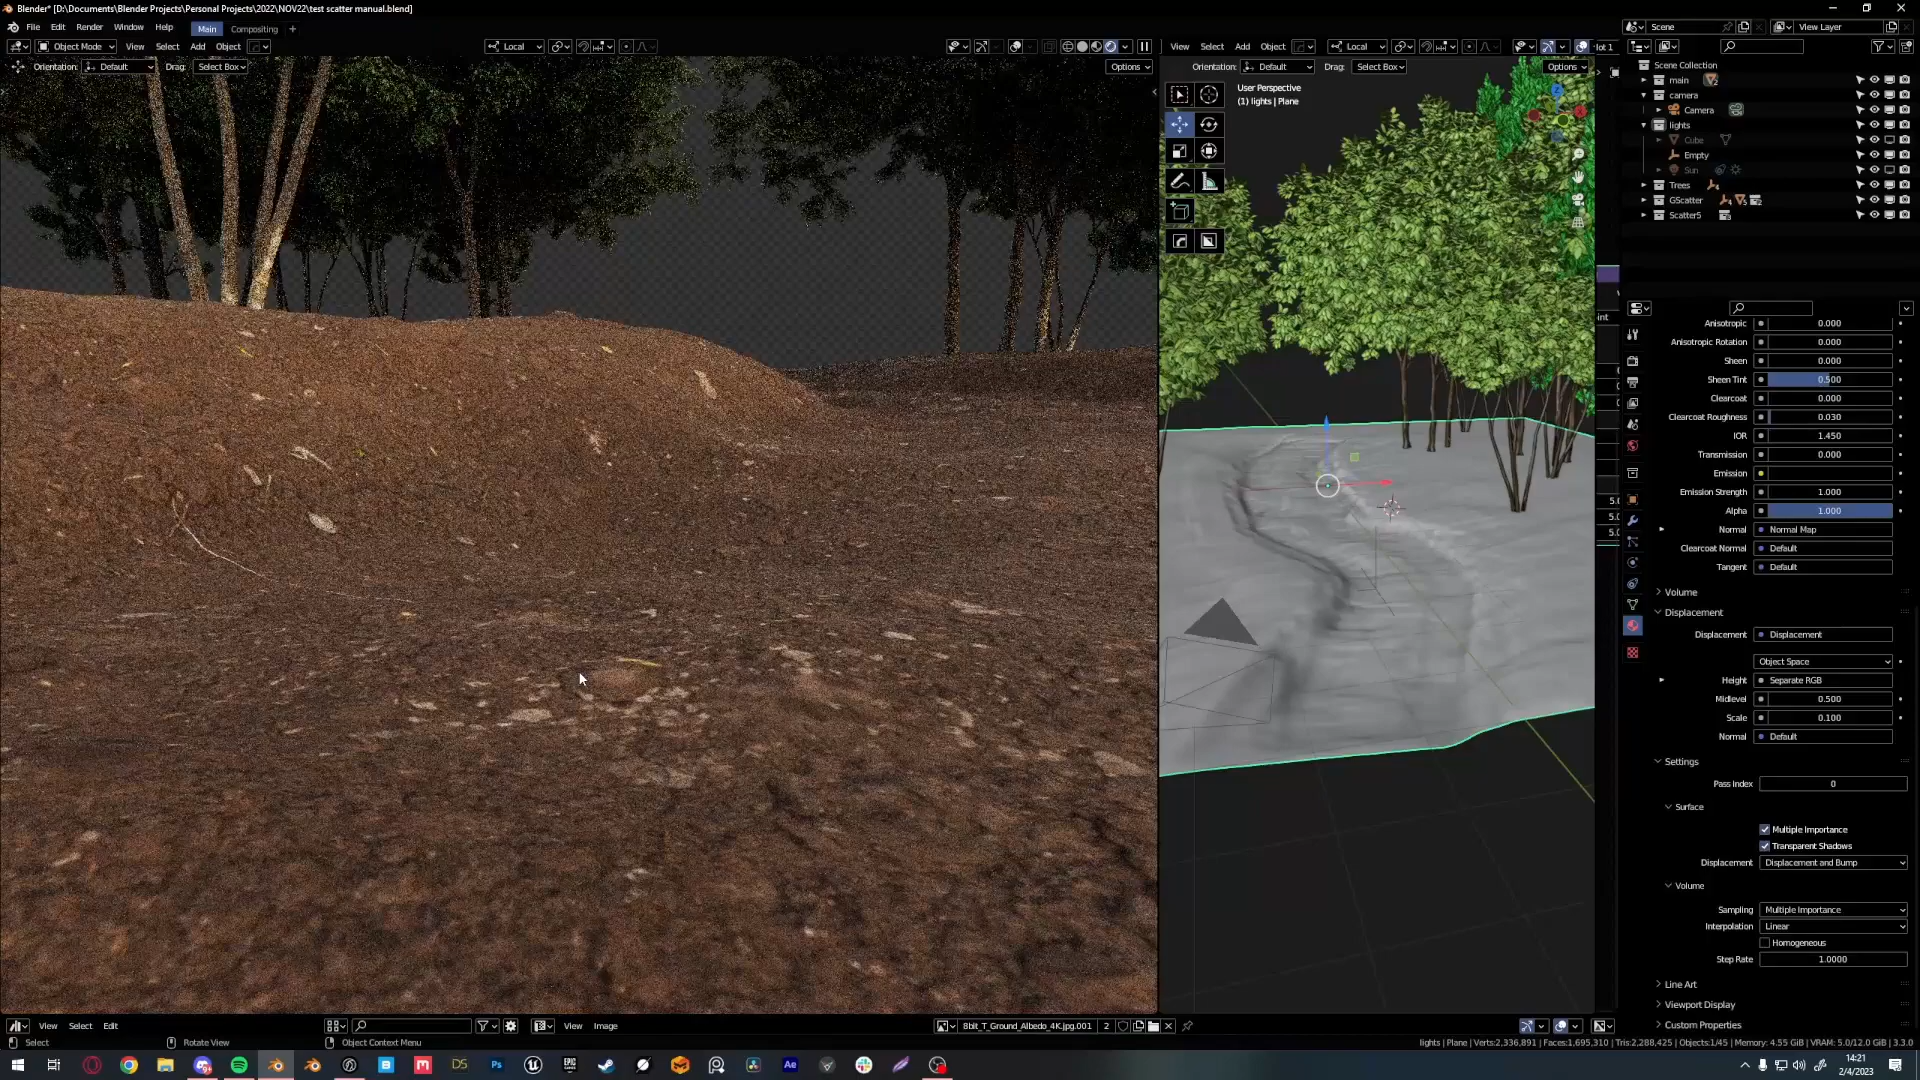 Blender* [D:\Documents\Blender Projects\Personal Projects\2022\NOV22\test scatter manual.blend]
File Edit Render Window Help Main Compositing + Scene View Layer
Object Mode View Select Add Object Local View Select Add Object Local lot 1
Orientation: Default Drag: Select Box Options Orientation: Default Drag: Select Box Options
User Perspective
(1) lights | Plane
Scene Collection
main
camera
Camera
lights
Cube
Empty
Sun
Trees
GScatter
Scatter5
Anisotropic 0.000
Anisotropic Rotation 0.000
Sheen 0.000
Sheen Tint 0.500
Clearcoat 0.000
Clearcoat Roughness 0.030
IOR 1.450
Transmission 0.000
Emission
Emission Strength 1.000
Alpha 1.000
Normal Normal Map
Clearcoat Normal Default
Tangent Default
Volume
Displacement
Displacement Displacement
Object Space
Height Separate RGB
Midlevel 0.500
Scale 0.100
Normal Default
Settings
Pass Index 0
Surface
Multiple Importance
Transparent Shadows
Displacement Displacement and Bump
Volume
Sampling Multiple Importance
Interpolation Linear
Homogeneous
Step Rate 1.0000
Line Art
Viewport Display
Custom Properties
int
5.0
5.0
5.0
View Select Edit View Image 8bit_T_Ground_Albedo_4K.jpg.001 2
Select Rotate View Object Context Menu lights | Plane | Verts:2,336,891 | Faces:1,695,310 | Tris:2,288,425 | Objects:1/45 | Memory: 4.55 GiB | VRAM: 5.0/12.0 GiB | 3.3.0
14:21
2/4/2023